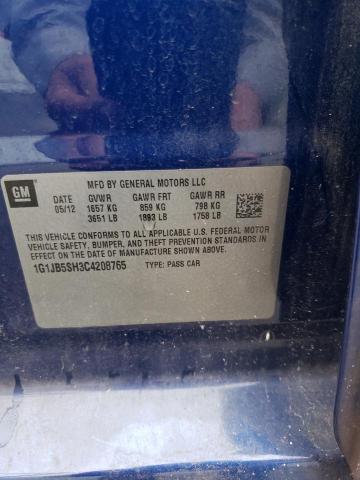 GM
MFD BY GENERAL MOTORS LLC
DATE GVWR GAWR FRT GAWR RR
05/12 1657 KG 859 KG 798 KG
3651 LB 1893 LB 1758 LB
THIS VEHICLE CONFORMS TO ALL APPLICABLE U.S. FEDERAL MOTOR
VEHICLE SAFETY, BUMPER, AND THEFT PREVENTION STANDARDS IN
EFFECT ON THE DATE OF MANUFACTURE SHOWN ABOVE.
1G1JB5SH3C4208765 TYPE: PASS CAR